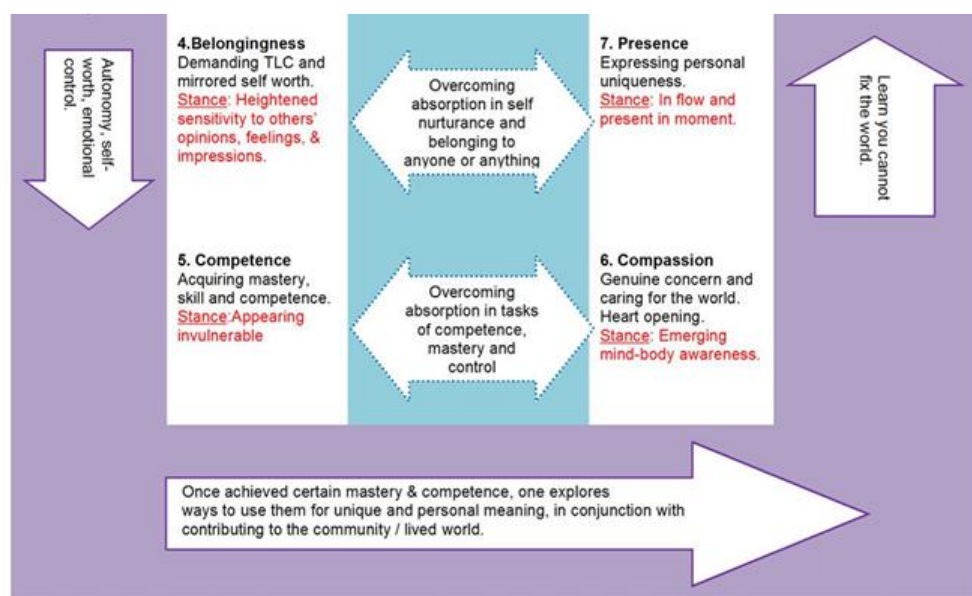 Autonomy, self-
worth, emotional
control.
4.Belongingness
Demanding TLC and
mirrored self worth.
Stance: Heightened
sensitivity to others'
opinions, feelings, &
impressions.
Overcoming
absorption in self
nurturance and
belonging to
anyone or anything
7. Presence
Expressing personal
uniqueness.
Stance: In flow and
present in moment.
Learn you cannot
fix the world.
5. Competence
Acquiring mastery,
skill and competence.
Stance:Appearing
invulnerable
Overcoming
absorption in tasks
of competence,
mastery and
control
6. Compassion
Genuine concern and
caring for the world.
Heart opening.
Stance: Emerging
mind-body awareness.
Once achieved certain mastery & competence, one explores
ways to use them for unique and personal meaning, in conjunction with
contributing to the community / lived world.